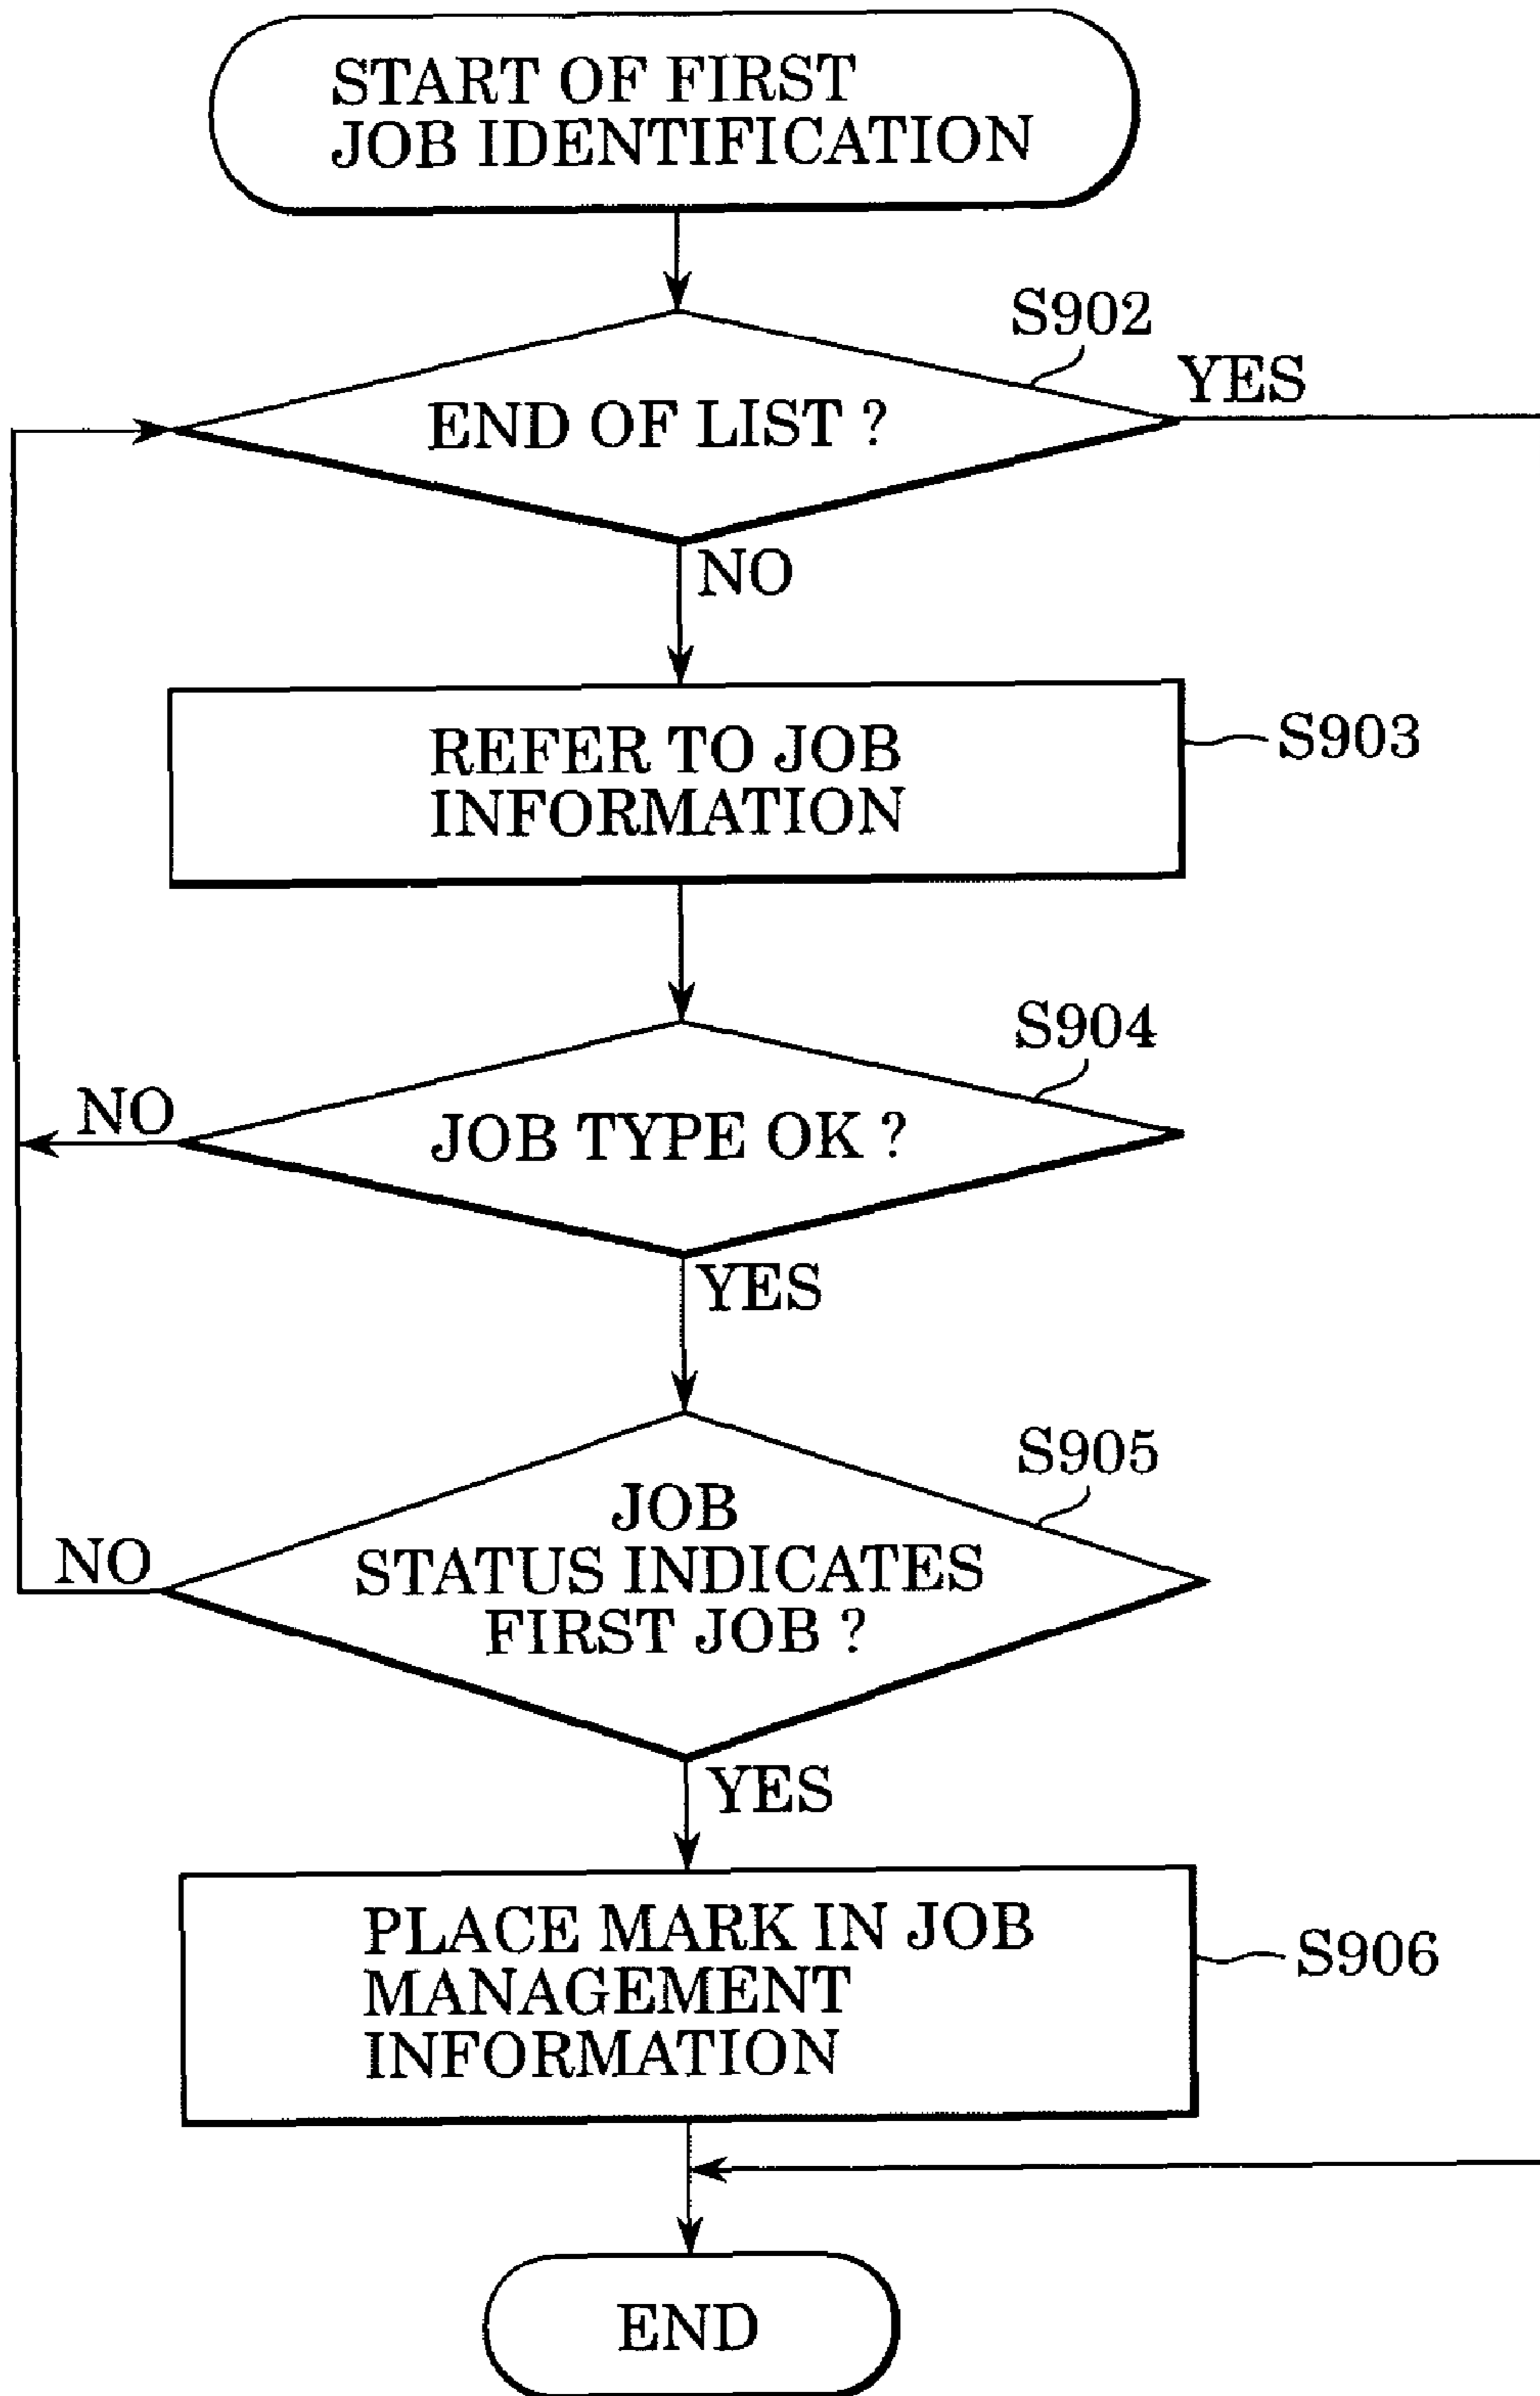 START OF FIRST
JOB IDENTIFICATION
S902
YES
END OF LIST ?
NO
REFER TO JOB
INFORMATION
S903
S904
NO
JOB TYPE OK ?
YES
S905
JOB
STATUS INDICATES
FIRST JOB ?
NO
YES
PLACE MARK IN JOB
MANAGEMENT
INFORMATION
S906
END